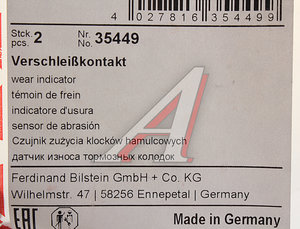 4 027816 354499
Stck. pcs. 2 Nr. No. 35449
Verschleißkontakt
wear indicator
témoin de frein
indicatore d'usura
sensor de abrasión
Czujnik zużycia klocków hamulcowych
датчик износа тормозных колодок
Ferdinand Bilstein GmbH + Co. KG
Wilhelmstr. 47 | 58256 Ennepetal | Germany
EAC Made in Germany